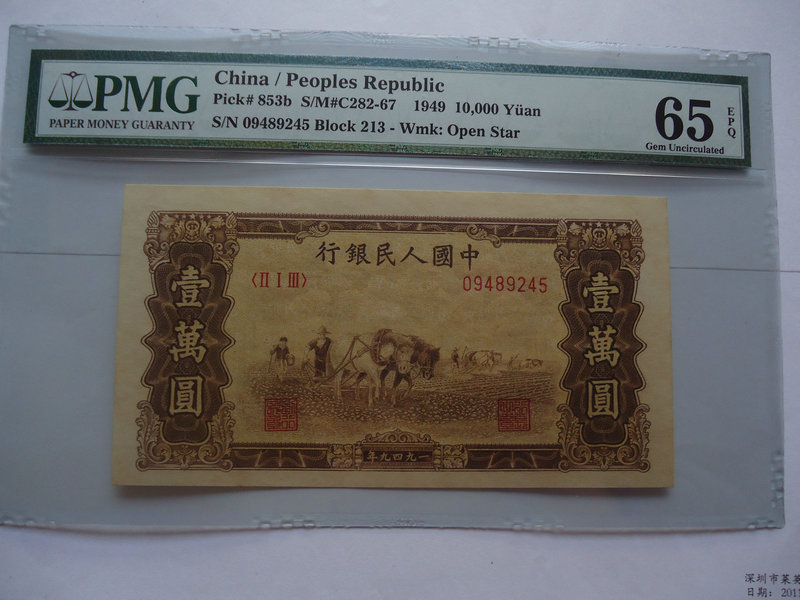 PMG
PAPER MONEY GUARANTY
China / Peoples Republic
Pick# 853b S/M#C282-67 1949 10,000 Yüan
S/N 09489245 Block 213 - Wmk: Open Star
65
EPQ
Gem Uncirculated
行銀民人國中
〈II I III〉
09489245
壹萬圓
壹萬圓
年九四九一
深圳市莱英
日期: 201